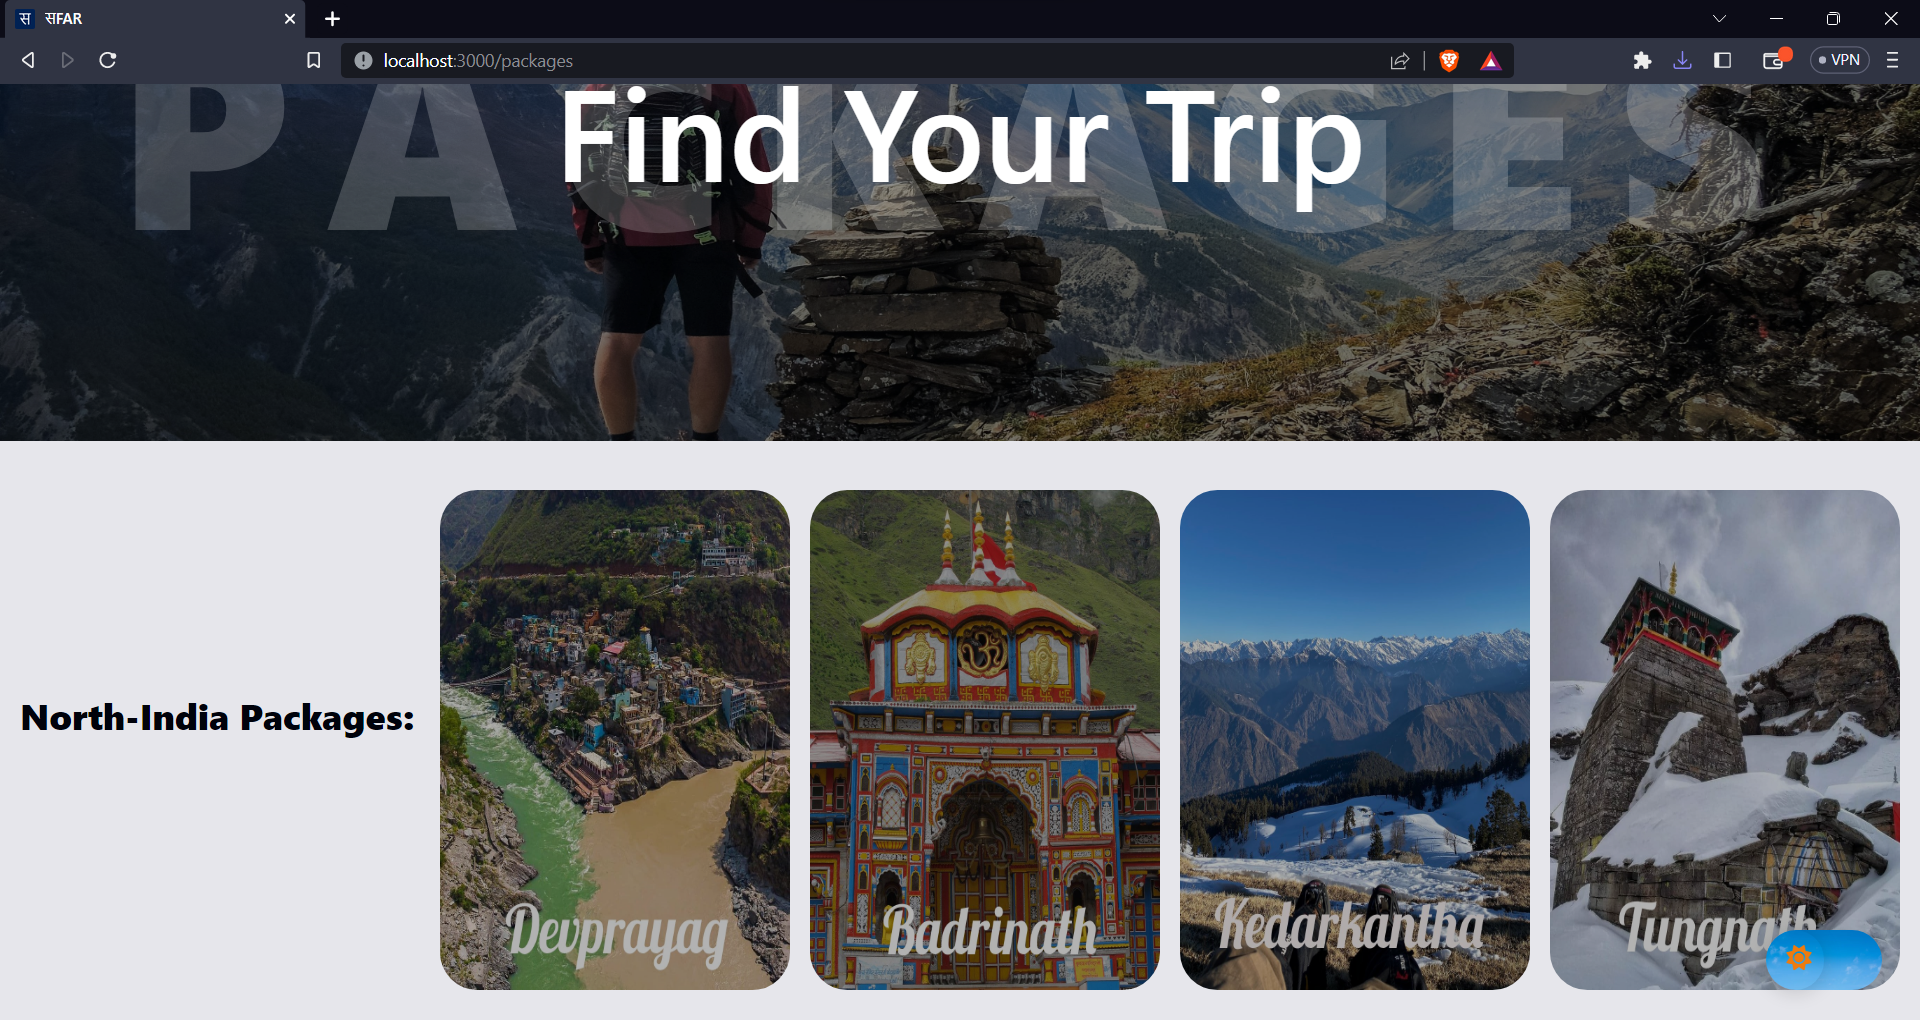 स सFAR
localhost:3000/packages
VPN
PACKAGES
Find Your Trip
North-India Packages:
Devprayag
Badrinath
Kedarkantha
Tungnath